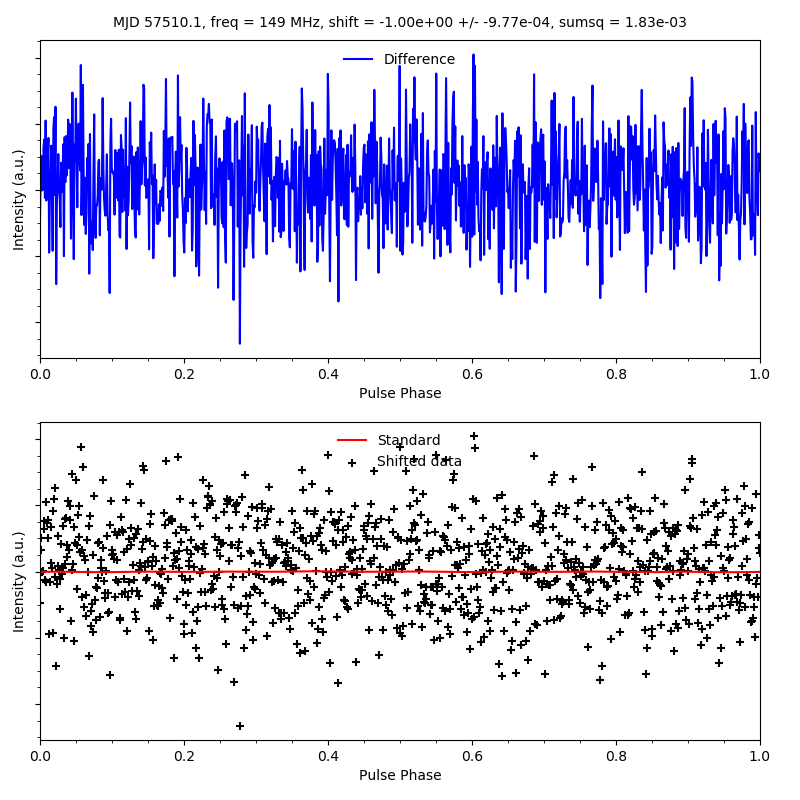 MJD 57510.1, freq = 149 MHz, shift = -1.00e+00 +/- -9.77e-04, sumsq = 1.83e-03
Difference
Intensity (a.u.)
0.0 0.2 0.4 0.6 0.8 1.0
Pulse Phase
Standard
Shifted data
Intensity (a.u.)
0.0 0.2 0.4 0.6 0.8 1.0
Pulse Phase